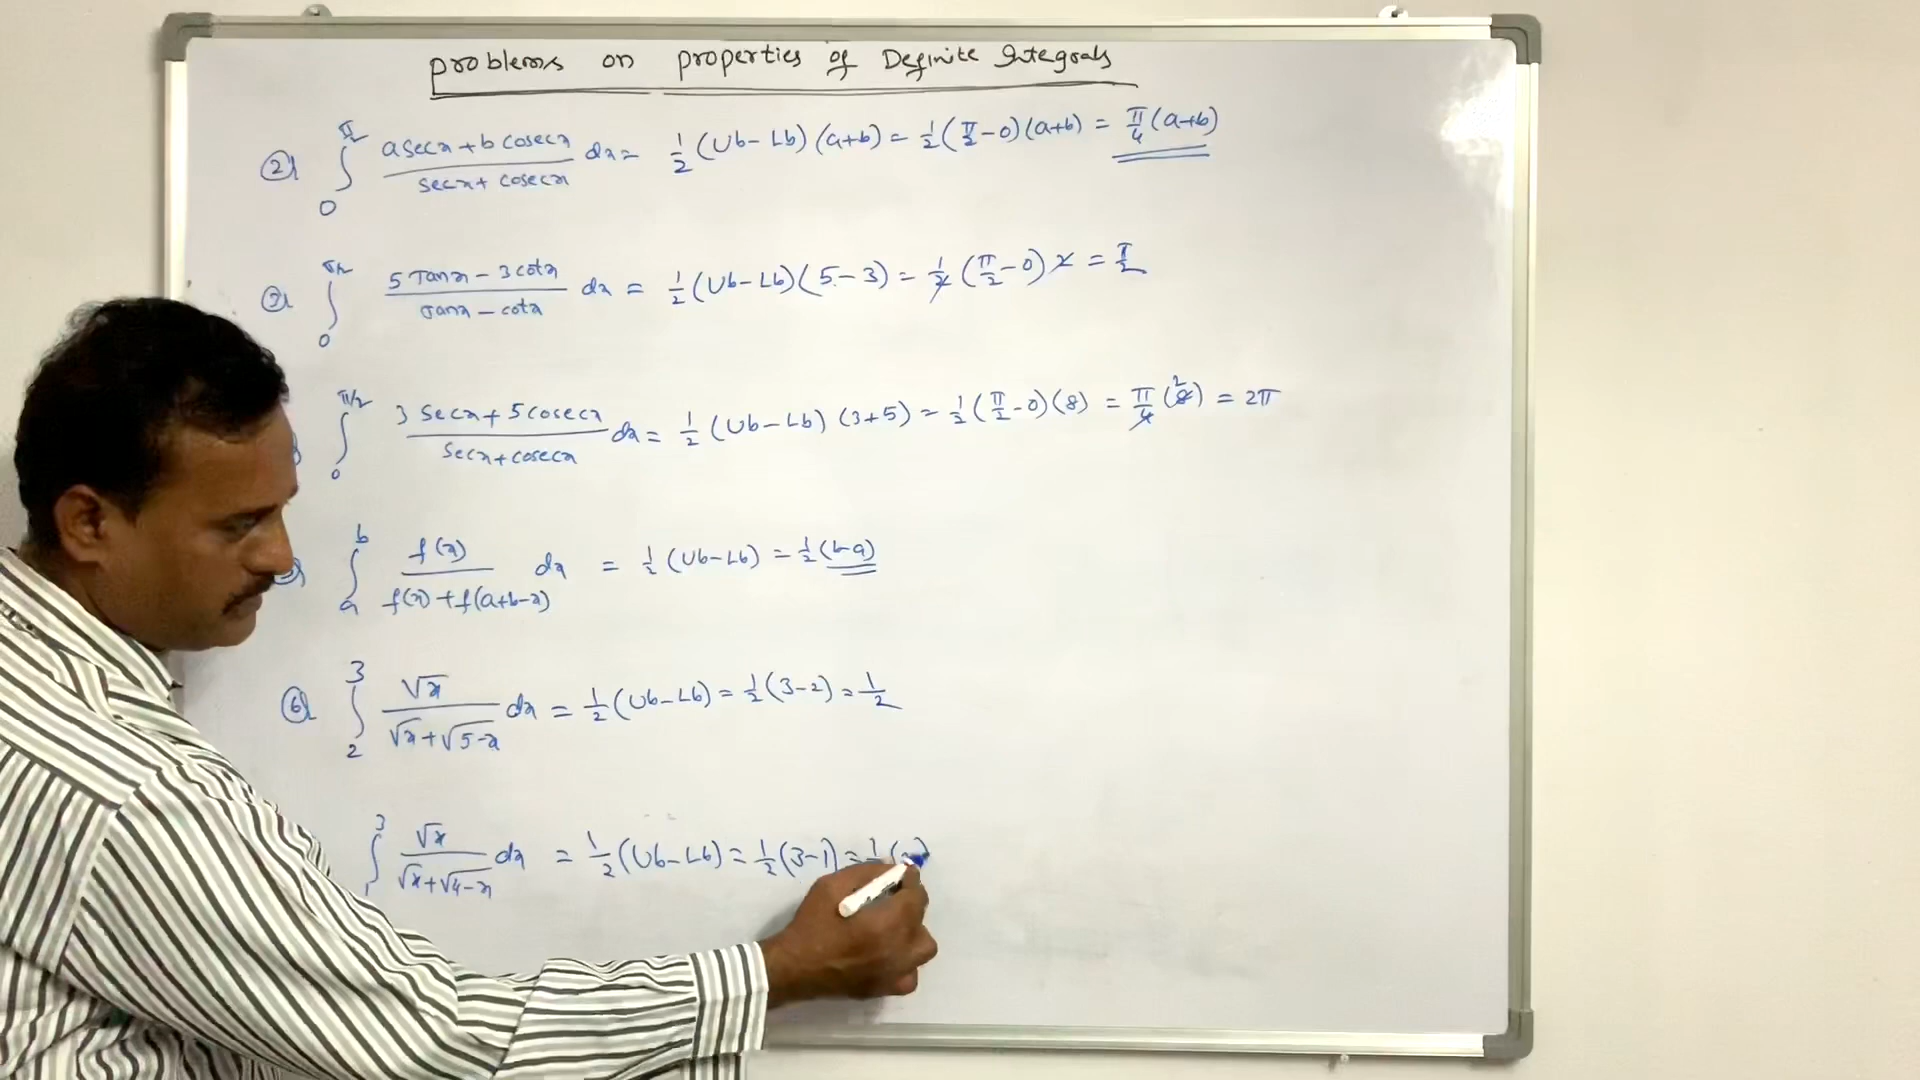 problems on properties of Definite Integrals
② ∫₀^{π/2} (a secx + b cosecx)/(secx + cosecx) dx = 1/2 (Ub - Lb) (a+b) = 1/2 (π/2 - 0)(a+b) = π/4 (a+b)
∫₀^{π/2} (5 Tanx - 3 cotx)/(Tanx - cotx) dx = 1/2 (Ub - Lb) (5 - 3) = 1/2 (π/2 - 0) 2 = π/2
∫₀^{π/2} (3 Secx + 5 Cosecx)/(Secx + cosecx) dx = 1/2 (Ub - Lb) (3+5) = 1/2 (π/2 - 0)(8) = π/4 (8) 2 = 2π
∫ₐ^b f(x)/(f(x) + f(a+b-x)) dx = 1/2 (Ub - Lb) = 1/2 (b-a)
⑥ ∫₂³ √x/(√x + √5-x) dx = 1/2 (Ub - Lb) = 1/2 (3-2) = 1/2
∫₁³ √x/(√x + √4-x) dx = 1/2 (Ub - Lb) = 1/2 (3-1) = 1/2